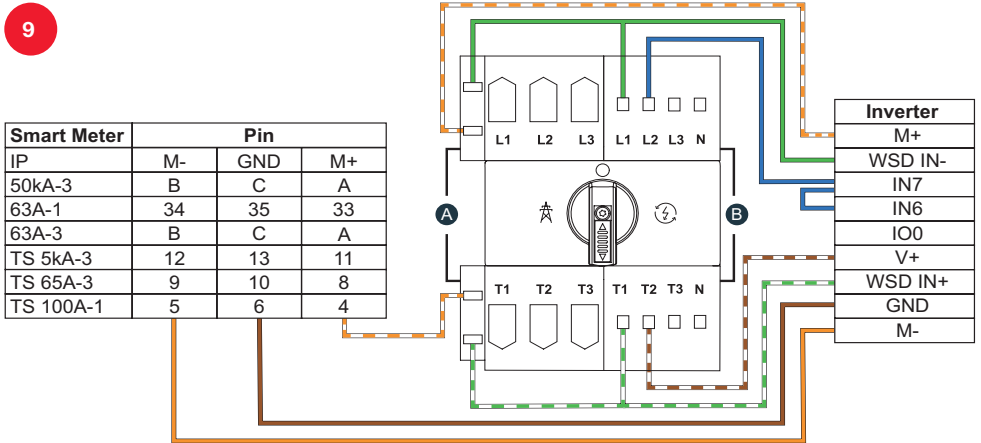 9
Smart Meter Pin
IP M- GND M+
50kA-3 B C A
63A-1 34 35 33
63A-3 B C A
TS 5kA-3 12 13 11
TS 65A-3 9 10 8
TS 100A-1 5 6 4
L1 L2 L3 L1 L2 L3 N
A B
T1 T2 T3 T1 T2 T3 N
Inverter
M+
WSD IN-
IN7
IN6
IO0
V+
WSD IN+
GND
M-